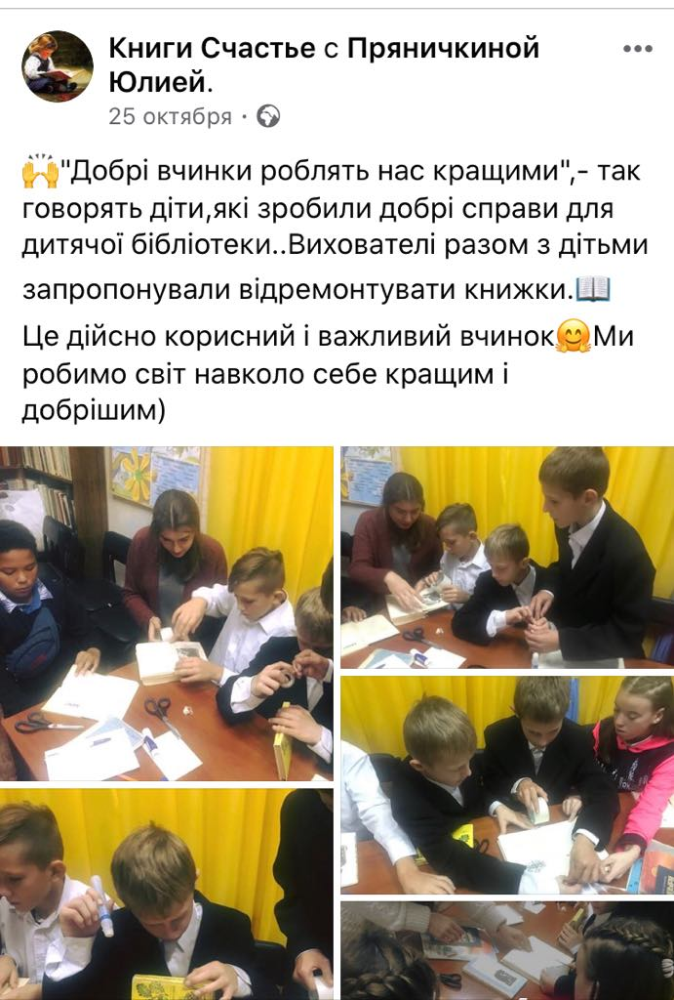 Книги Счастье с Пряничкиной
Юлией.
25 октября ·
🙌"Добрі вчинки роблять нас кращими",- так
говорять діти,які зробили добрі справи для
дитячої бібліотеки..Вихователі разом з дітьми
запропонували відремонтувати книжки.📖
Це дійсно корисний і важливий вчинок🤗Ми
робимо світ навколо себе кращим і
добрішим)